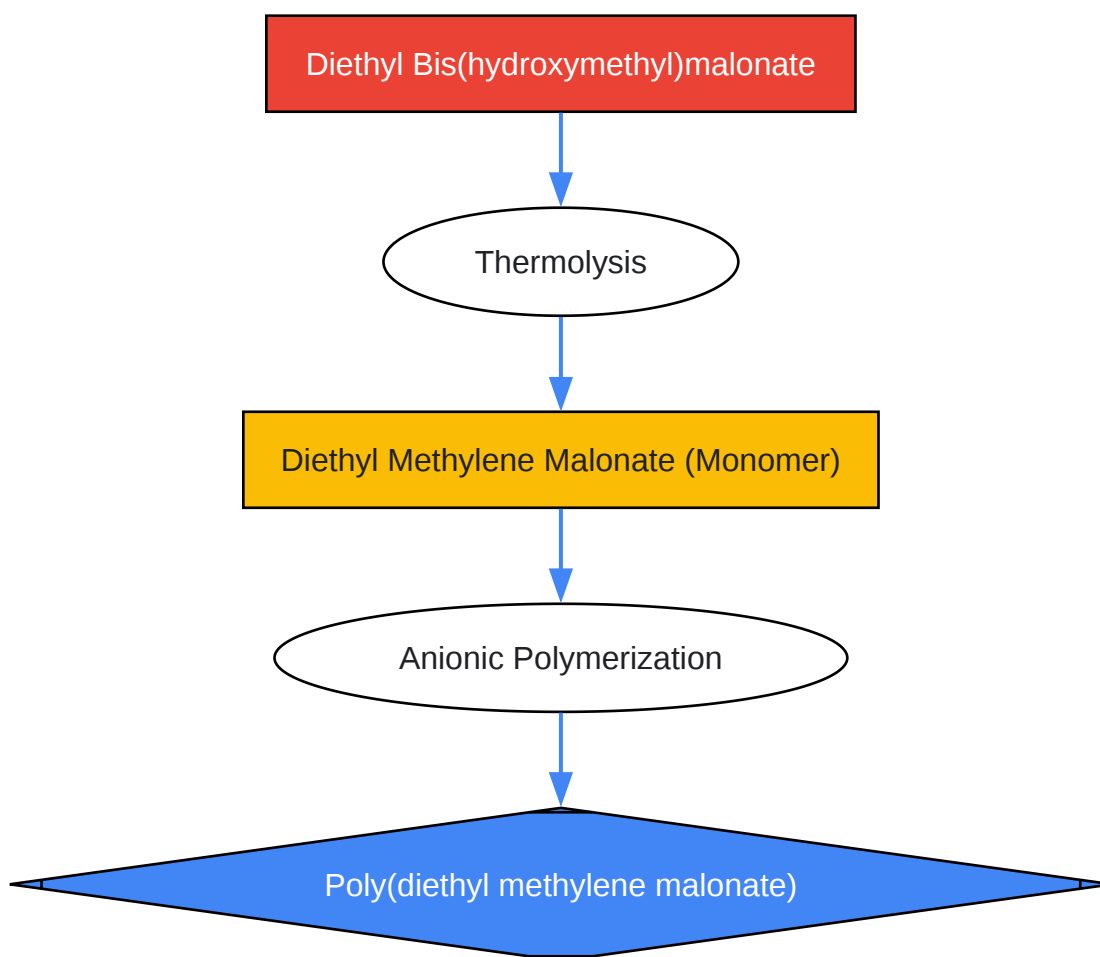 Diethyl Bis(hydroxymethyl)malonate
Thermolysis
Diethyl Methylene Malonate (Monomer)
Anionic Polymerization
Poly(diethyl methylene malonate)